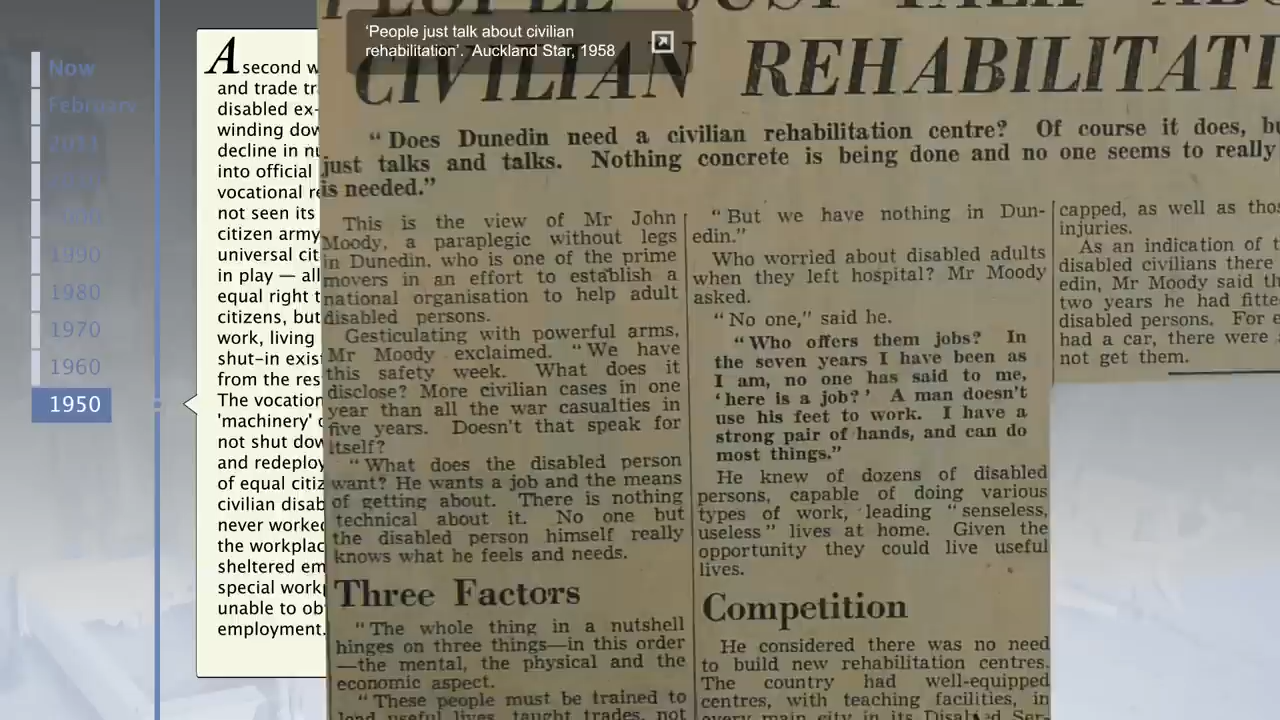 Now
February
2011
1990
1980
1970
1960
1950
A second w
and trade tr
disabled ex-
winding dow
decline in nu
into official
vocational re
not seen its
citizen army
universal cit
in play — all
equal right t
citizens, but
work, living
shut-in exist
from the res
The vocation
'machinery' o
not shut dow
and redeploy
of equal citiz
civilian disab
never worked
the workplac
sheltered em
special workp
unable to ob
employment.
'People just talk about civilian
rehabilitation'. Auckland Star, 1958
PEOPLE JUST TALK ABO
CIVILIAN REHABILITATI
“ Does Dunedin need a civilian rehabilitation centre? Of course it does, bu
just talks and talks. Nothing concrete is being done and no one seems to really
is needed.”
This is the view of Mr John
Moody, a paraplegic without legs
in Dunedin, who is one of the prime
movers in an effort to establish a
national organisation to help adult
disabled persons.
Gesticulating with powerful arms,
Mr Moody exclaimed. “ We have
this safety week. What does it
disclose? More civilian cases in one
year than all the war casualties in
five years. Doesn't that speak for
itself?
“ What does the disabled person
want? He wants a job and the means
of getting about. There is nothing
technical about it. No one but
the disabled person himself really
knows what he feels and needs.
Three Factors
“ The whole thing in a nutshell
hinges on three things—in this order
—the mental, the physical and the
economic aspect.
“ These people must be trained to
lead useful lives, taught trades, not
“ But we have nothing in Dun-
edin.”
Who worried about disabled adults
when they left hospital? Mr Moody
asked.
“ No one,” said he.
“ Who offers them jobs? In
the seven years I have been as
I am, no one has said to me,
‘ here is a job? ’ A man doesn't
use his feet to work. I have a
strong pair of hands, and can do
most things.”
He knew of dozens of disabled
persons, capable of doing various
types of work, leading “ senseless,
useless ” lives at home. Given the
opportunity they could live useful
lives.
Competition
He considered there was no need
to build new rehabilitation centres.
The country had well-equipped
centres, with teaching facilities, in
every main city in its Disabled Ser-
capped, as well as thos
injuries.
As an indication of t
disabled civilians there
edin, Mr Moody said th
two years he had fitte
disabled persons. For e
had a car, there were
not get them.